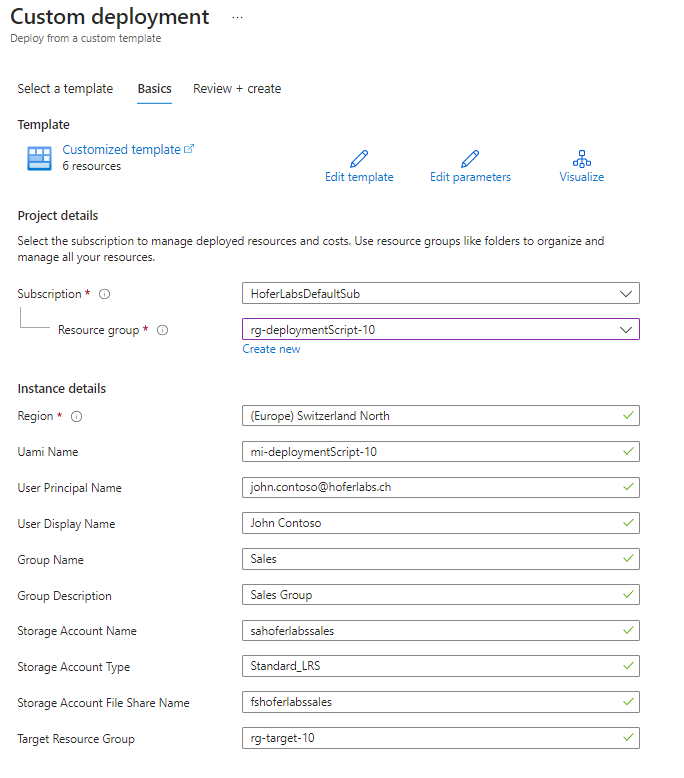 Custom deployment ...
Deploy from a custom template
Select a template Basics Review + create
Template
Customized template
6 resources
Edit template Edit parameters Visualize
Project details
Select the subscription to manage deployed resources and costs. Use resource groups like folders to organize and
manage all your resources.
Subscription * HoferLabsDefaultSub
Resource group * rg-deploymentScript-10
Create new
Instance details
Region * (Europe) Switzerland North
Uami Name mi-deploymentScript-10
User Principal Name john.contoso@hoferlabs.ch
User Display Name John Contoso
Group Name Sales
Group Description Sales Group
Storage Account Name sahoferlabssales
Storage Account Type Standard_LRS
Storage Account File Share Name fshoferlabssales
Target Resource Group rg-target-10